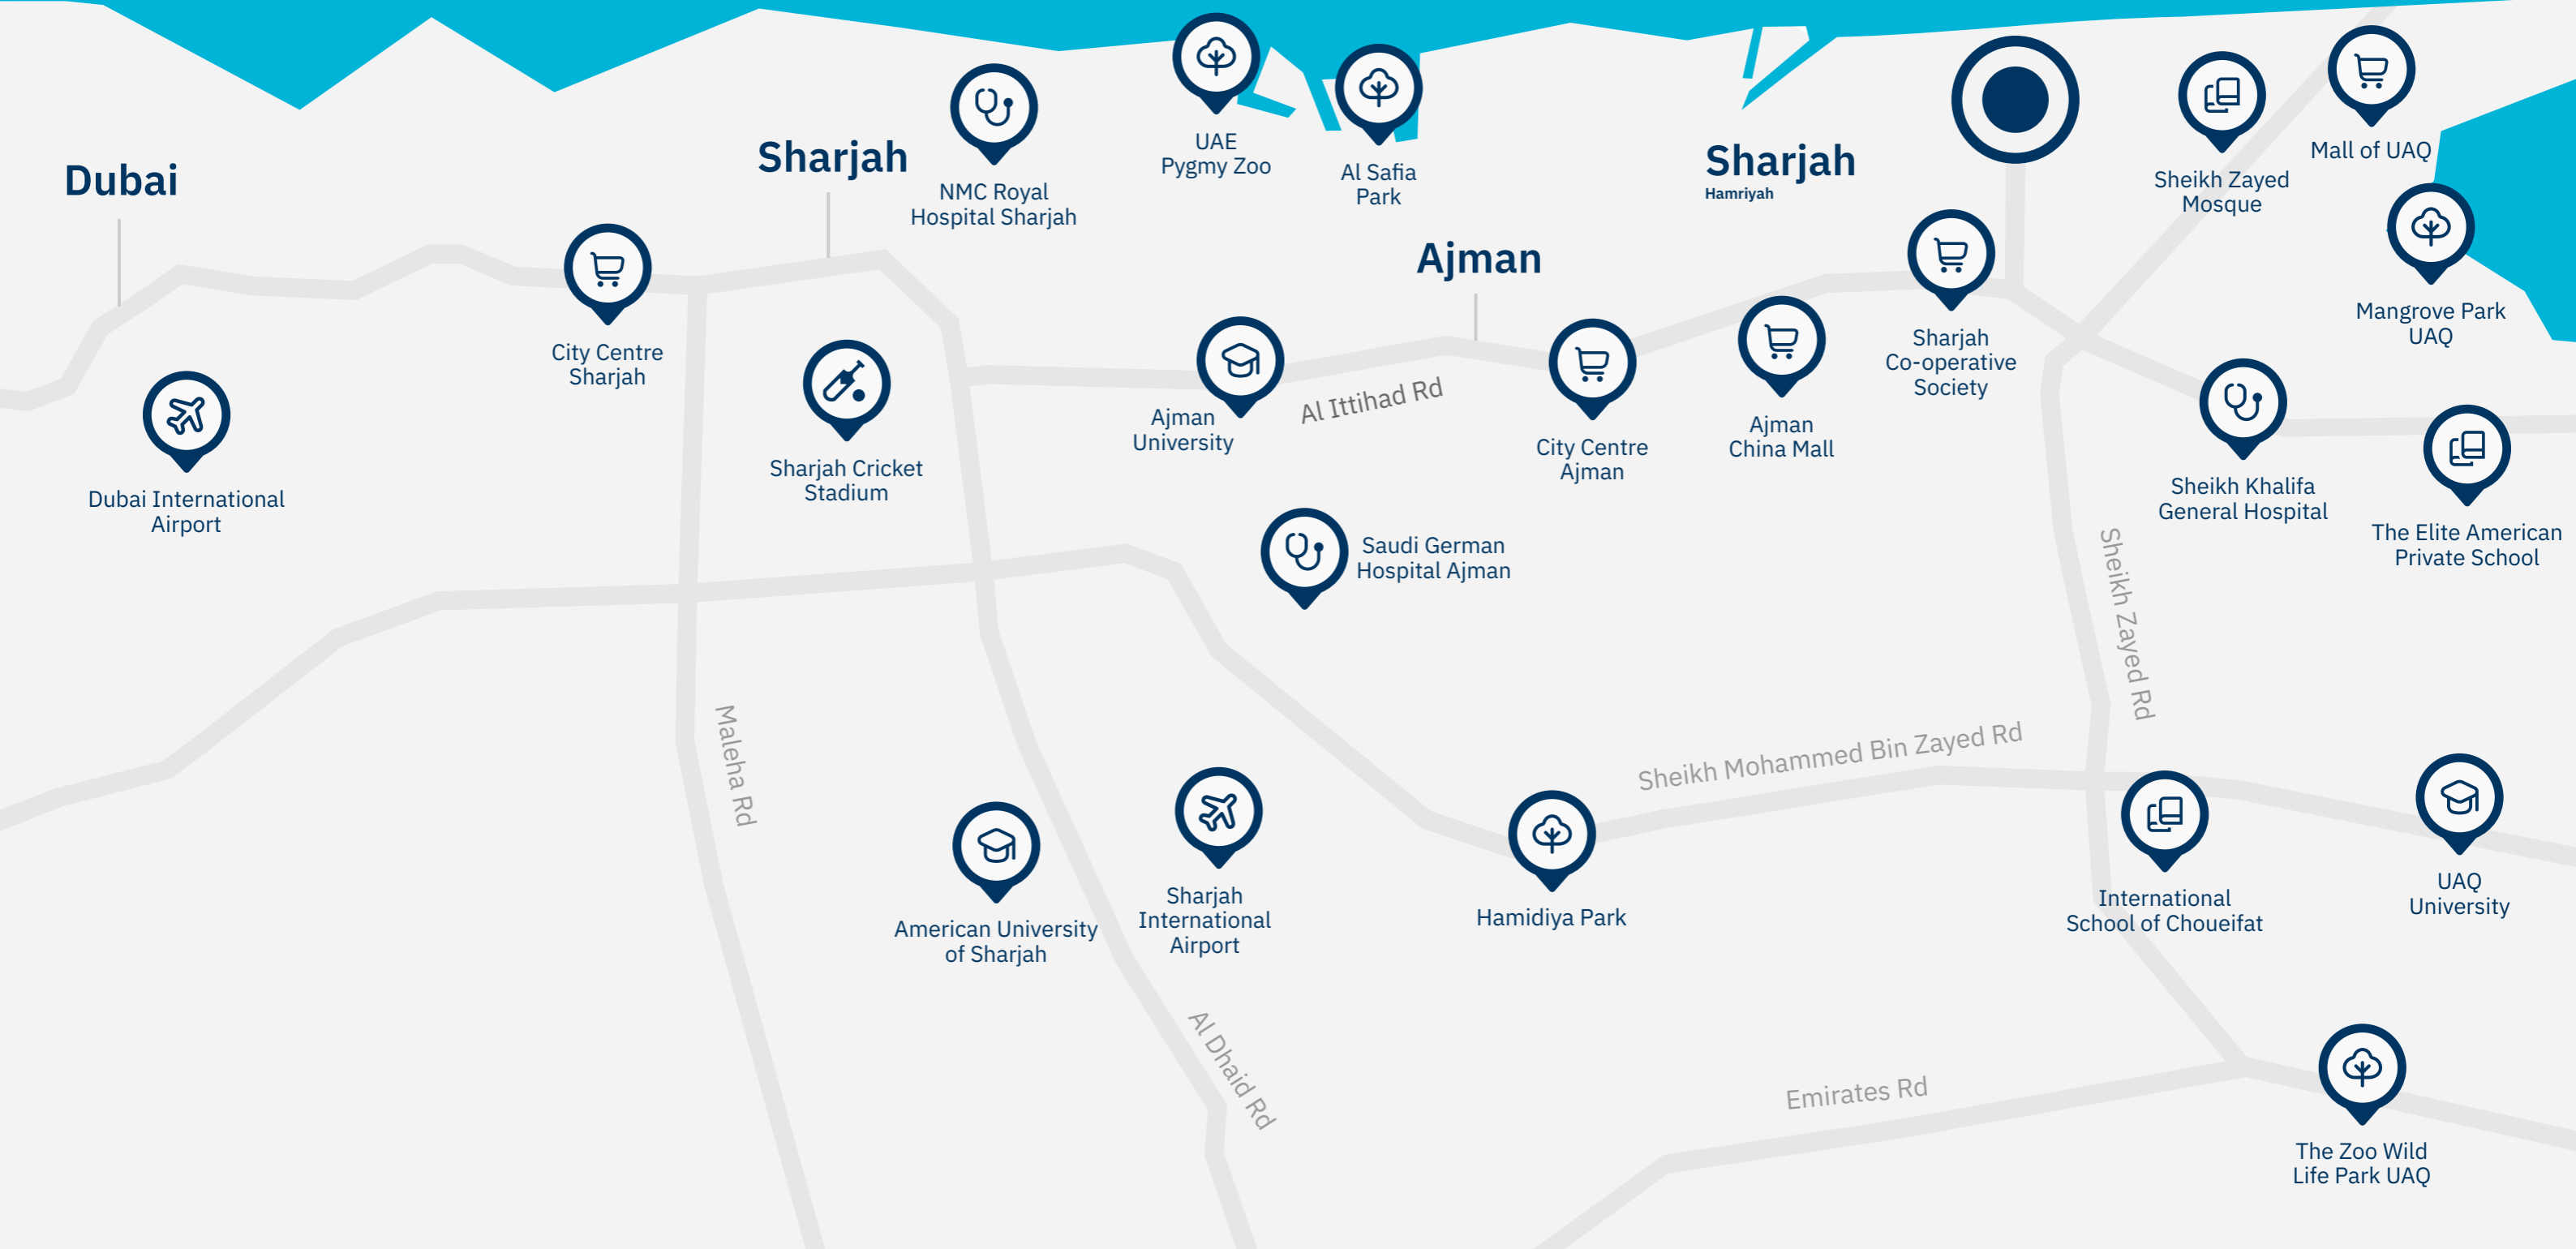 Dubai
Sharjah
NMC Royal
Hospital Sharjah
UAE
Pygmy Zoo
Al Safia
Park
Sharjah
Hamriyah
Sheikh Zayed
Mosque
Mall of UAQ
City Centre
Sharjah
Ajman
Sharjah
Co-operative
Society
Mangrove Park
UAQ
Dubai International
Airport
Sharjah Cricket
Stadium
Ajman
University
Al Ittihad Rd
City Centre
Ajman
Ajman
China Mall
Sheikh Khalifa
General Hospital
The Elite American
Private School
Saudi German
Hospital Ajman
Sheikh Zayed Rd
Maleha Rd
Sheikh Mohammed Bin Zayed Rd
American University
of Sharjah
Sharjah
International
Airport
Hamidiya Park
International
School of Choueifat
UAQ
University
Al Dhaid Rd
Emirates Rd
The Zoo Wild
Life Park UAQ